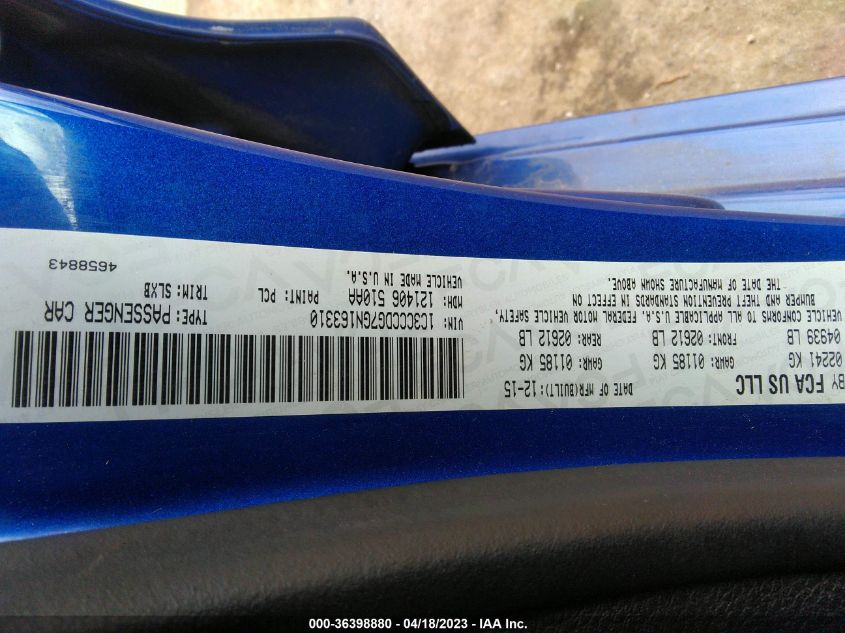 BY FCA US LLC
DATE OF MFR(BUILT): 12-15
02241 KG GAWR: 01185 KG GAWR: 01185 KG
04939 LB FRONT: 02612 LB REAR: 02612 LB
VEHICLE CONFORMS TO ALL APPLICABLE U.S.A. FEDERAL MOTOR VEHICLE SAFETY,
BUMPER AND THEFT PREVENTION STANDARDS IN EFFECT ON
THE DATE OF MANUFACTURE SHOWN ABOVE.
VIN: 1C3CCCDG7GN163310
TYPE: PASSENGER CAR
MDH: 121406 510AA
PAINT: PCL
TRIM: SLXB
VEHICLE MADE IN U.S.A.
4658843
000-36398880 - 04/18/2023 - IAA Inc.